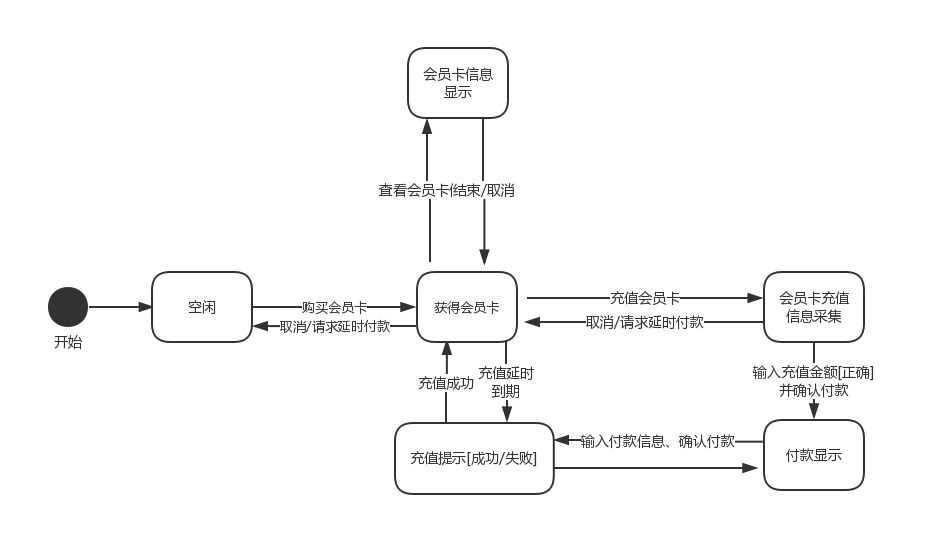 会员卡信息
显示
查看会员卡
结束/取消
空闲
购买会员卡
获得会员卡
充值会员卡
会员卡充值
信息采集
取消/请求延时付款
取消/请求延时付款
开始
输入充值金额[正确]
并确认付款
充值成功
充值延时
到期
输入付款信息、确认付款
充值提示[成功/失败]
付款显示